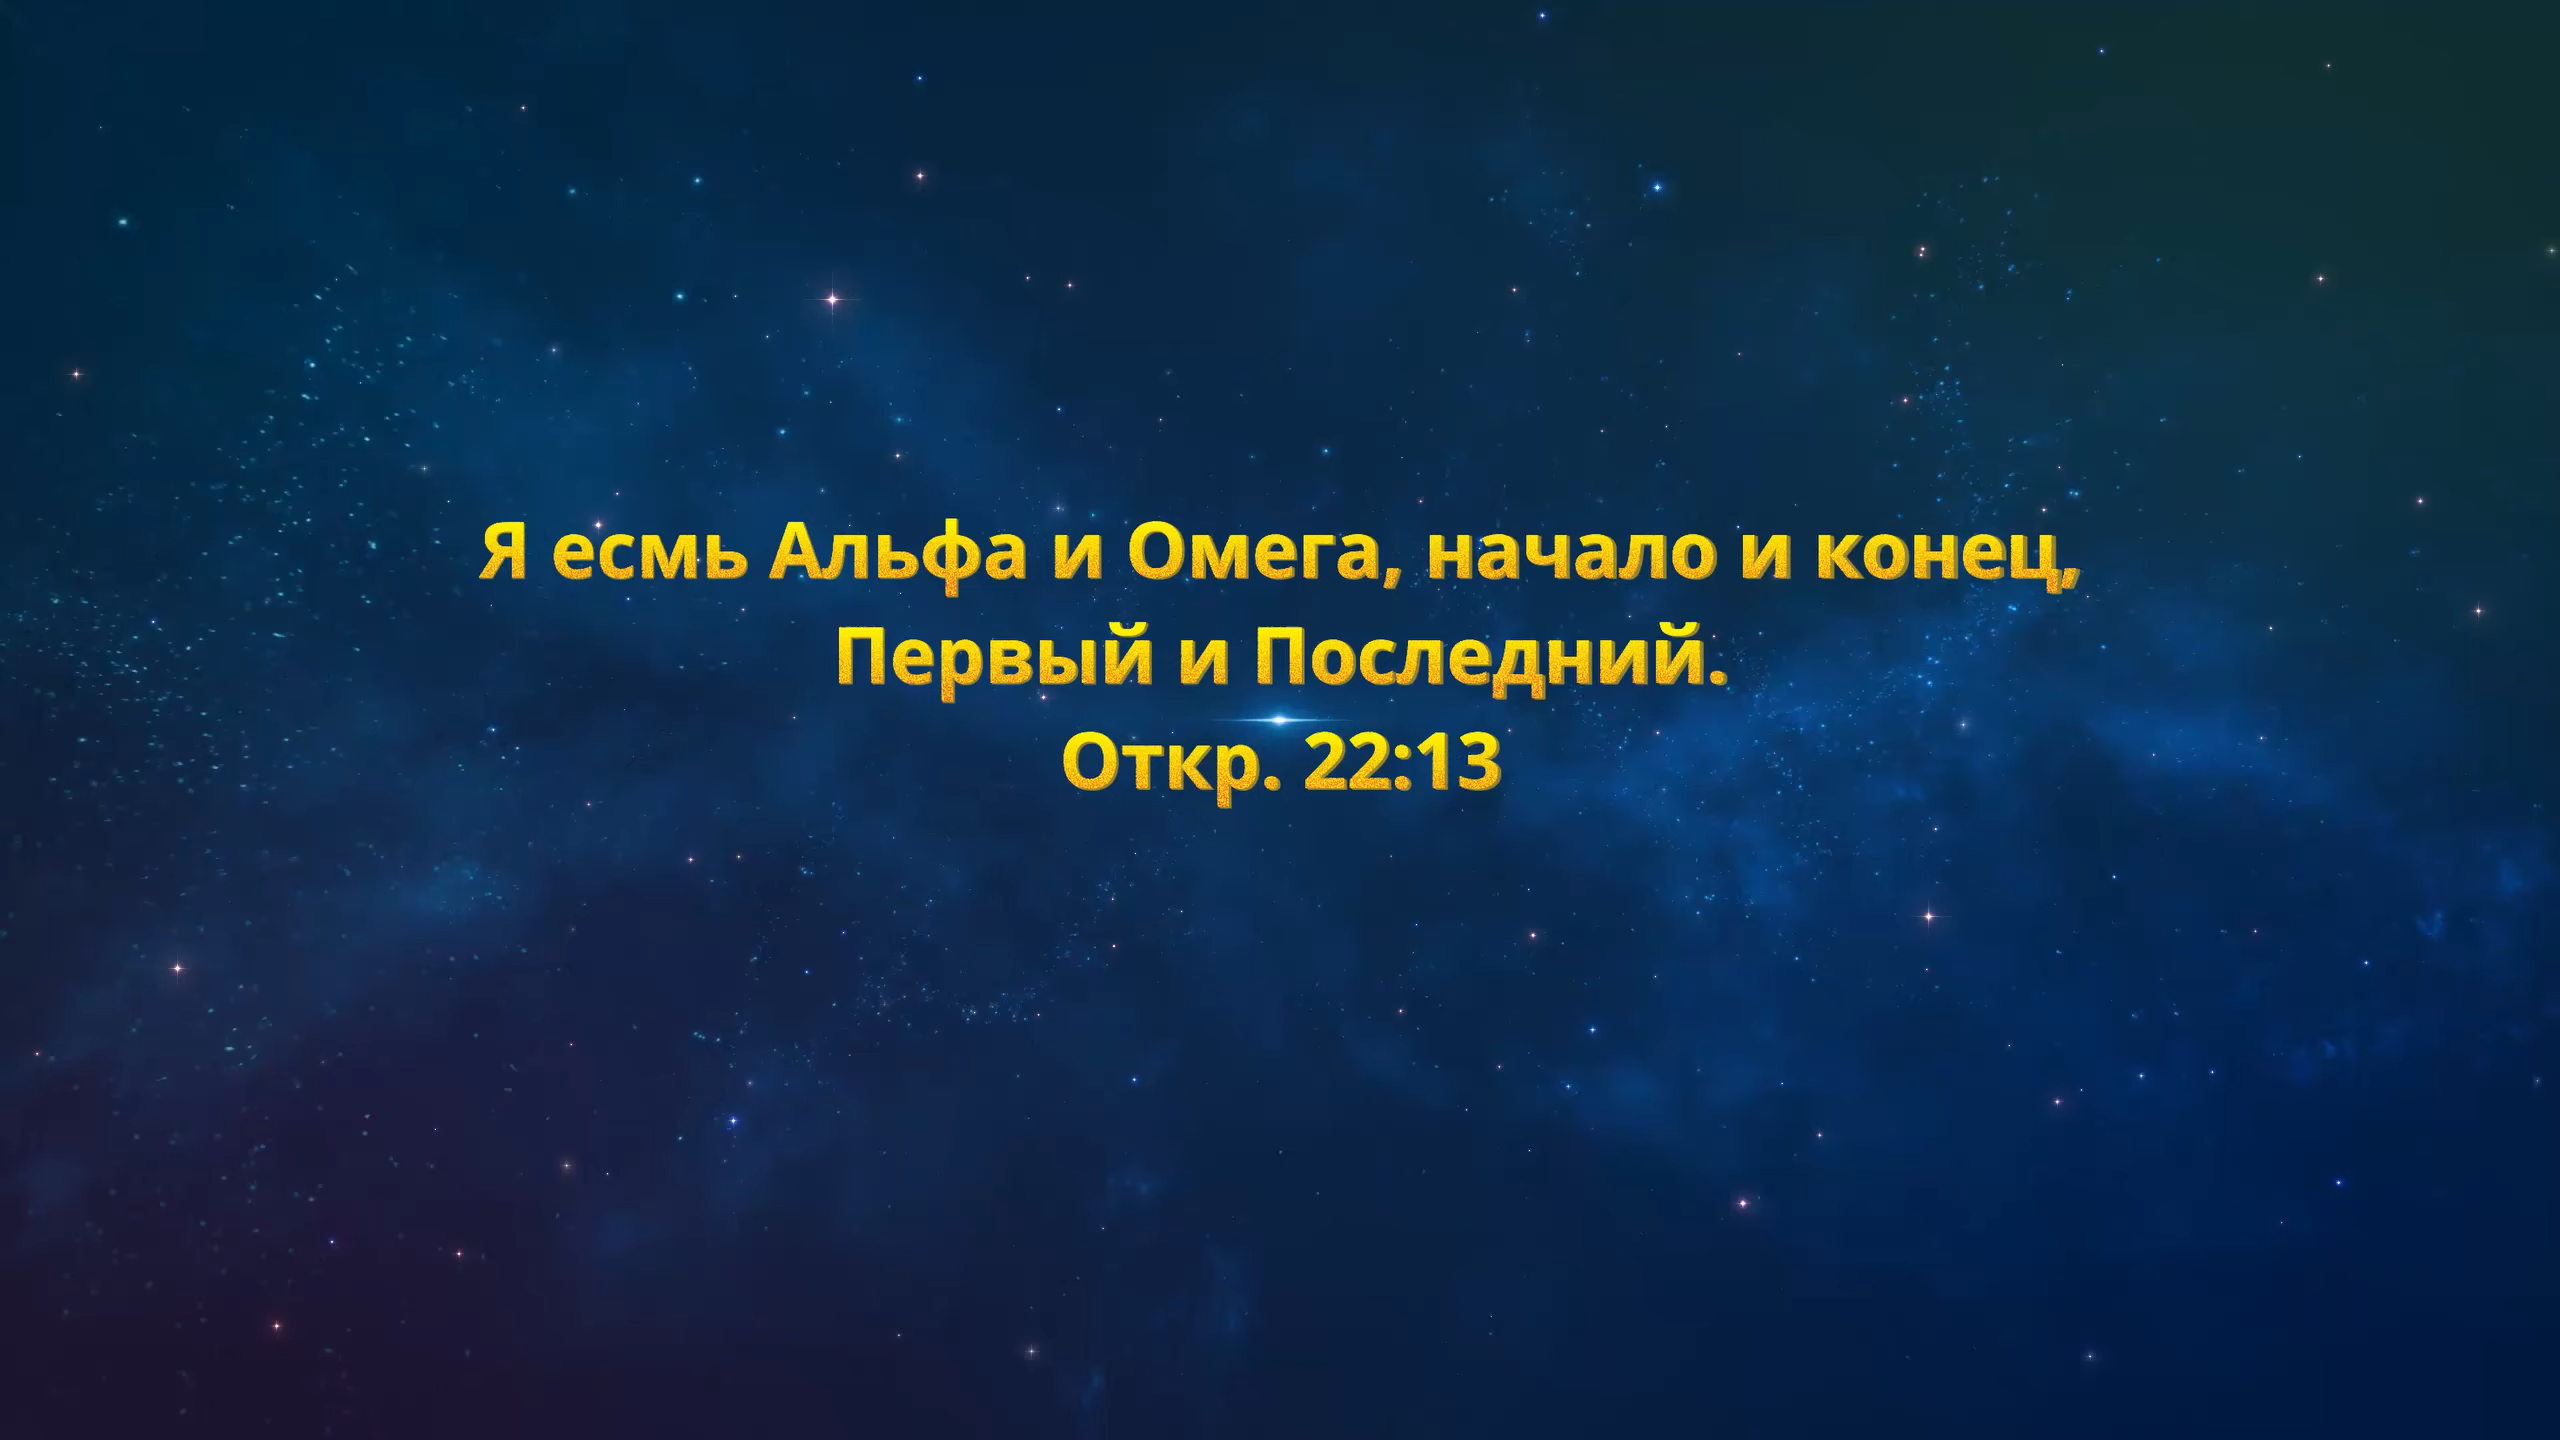 Я есмь Альфа и Омега, начало и конец,
Первый и Последний.
Откр. 22:13